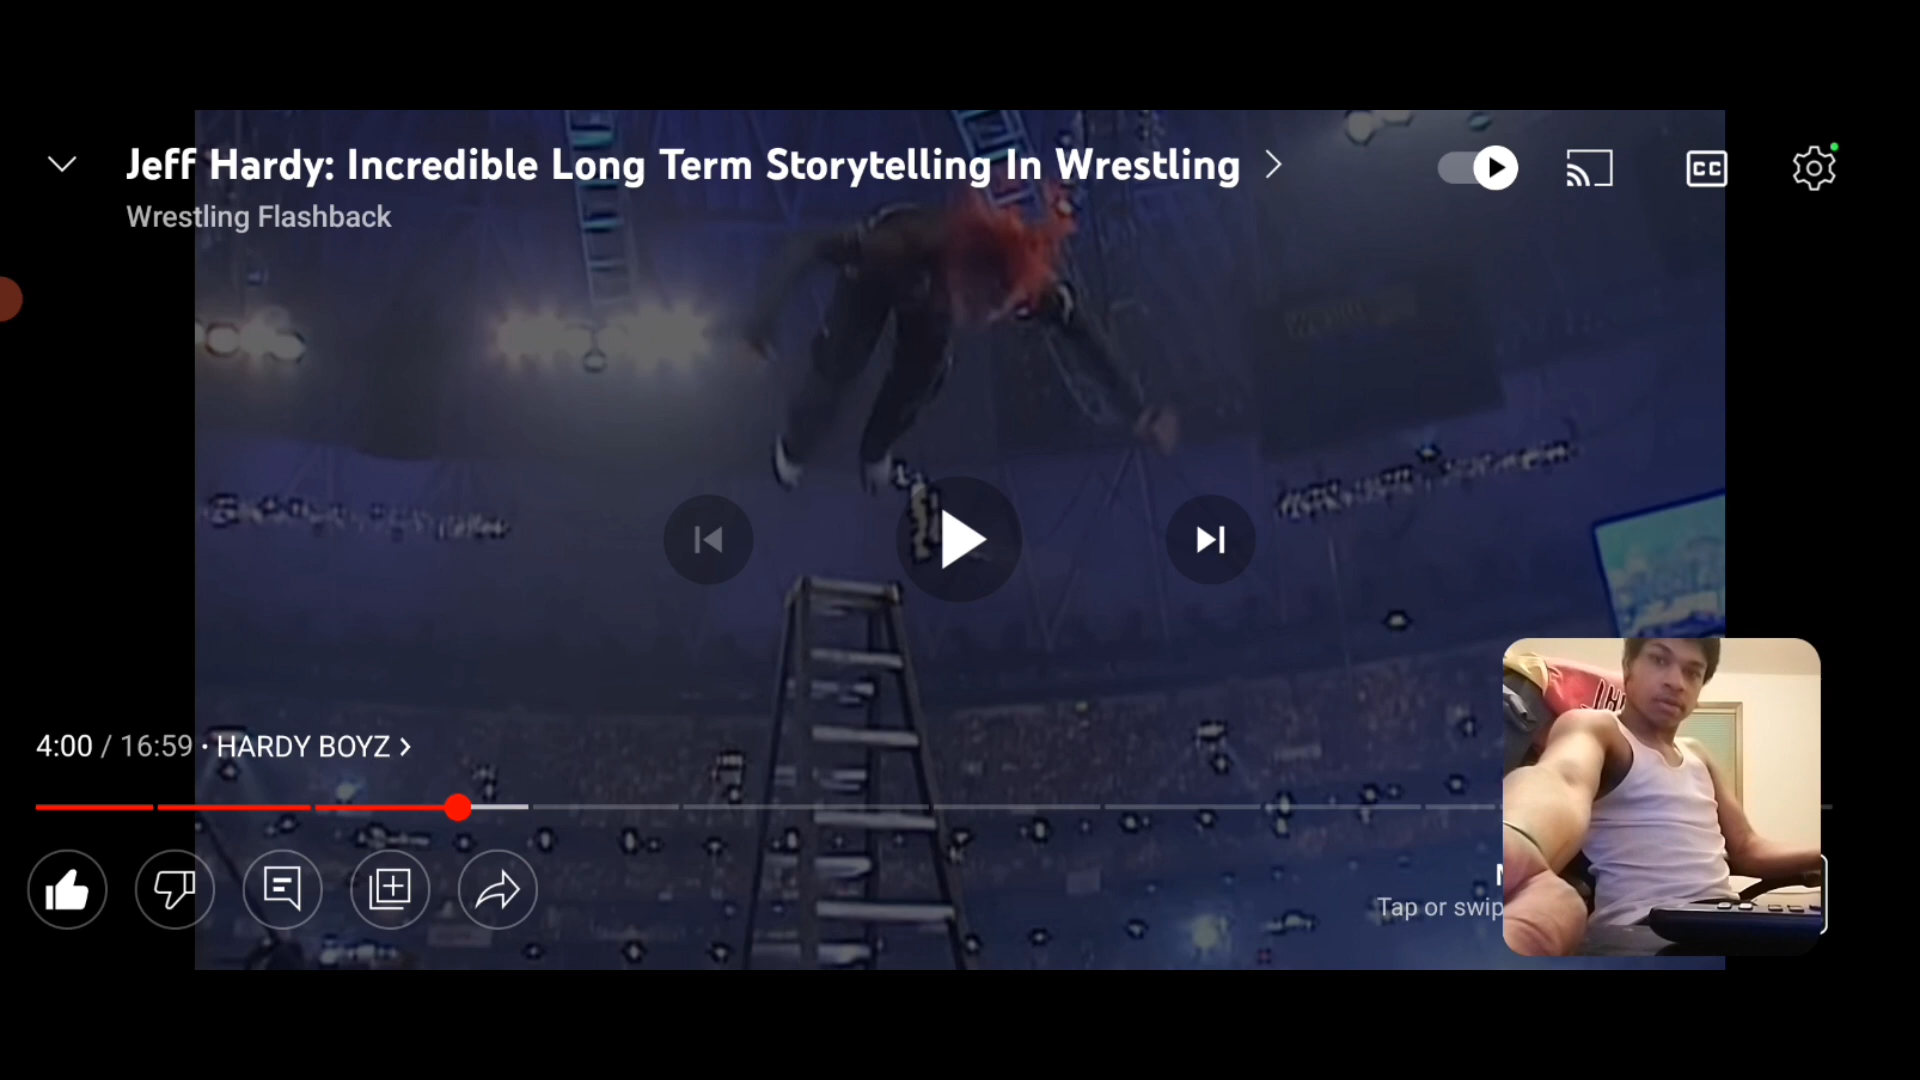 Jeff Hardy: Incredible Long Term Storytelling In Wrestling
CC
Wrestling Flashback
4:00 / 16:59 · HARDY BOYZ
Tap or swip